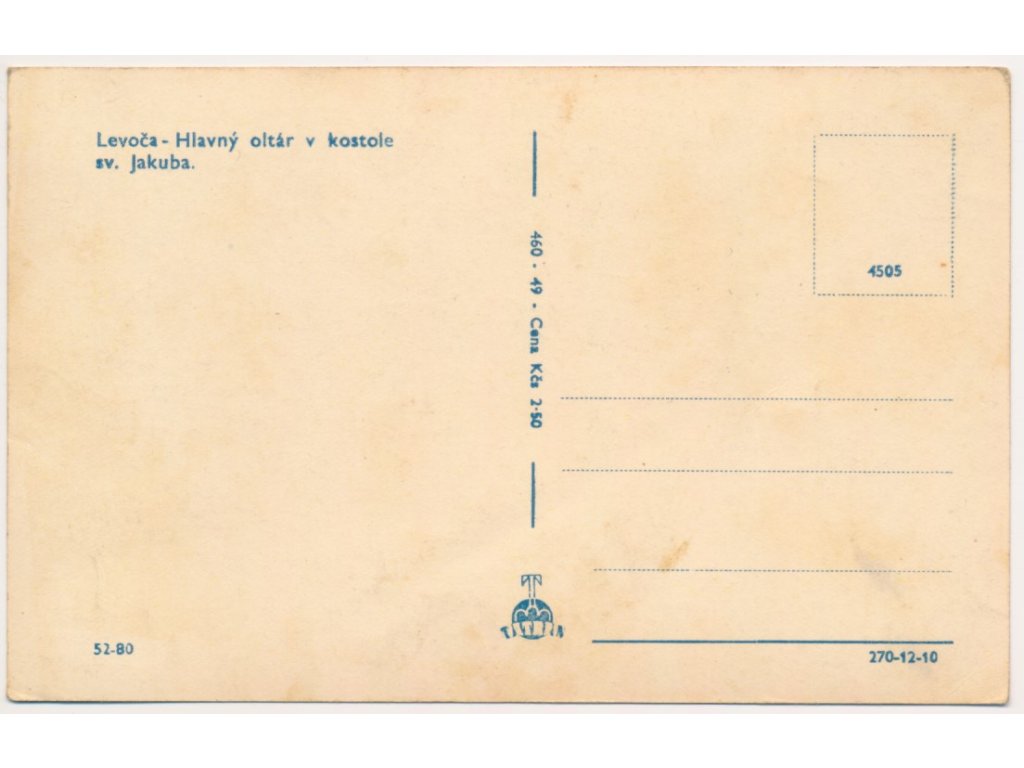 Levoča - Hlavný oltár v kostole
sv. Jakuba.
460 · 49 - Cena Kčs 2·50
4505
52-80
270-12-10